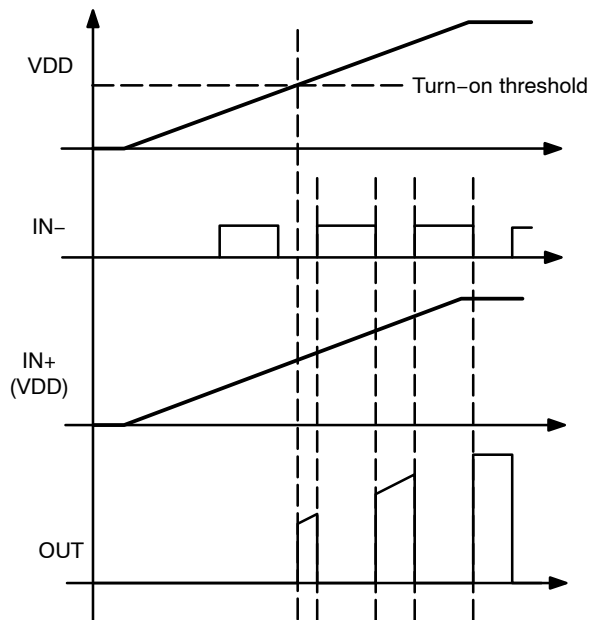 VDD
Turn−on threshold
IN−
IN+
(VDD)
OUT